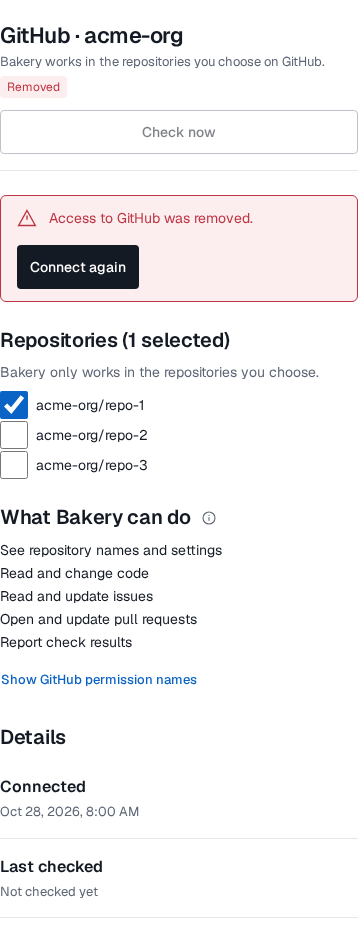 GitHub · acme-org
Bakery works in the repositories you choose on GitHub.
Removed
Check now
Access to GitHub was removed.
Connect again
Repositories (1 selected)
Bakery only works in the repositories you choose.
acme-org/repo-1
acme-org/repo-2
acme-org/repo-3
What Bakery can do
See repository names and settings
Read and change code
Read and update issues
Open and update pull requests
Report check results
Show GitHub permission names
Details
Connected
Oct 28, 2026, 8:00 AM
Last checked
Not checked yet